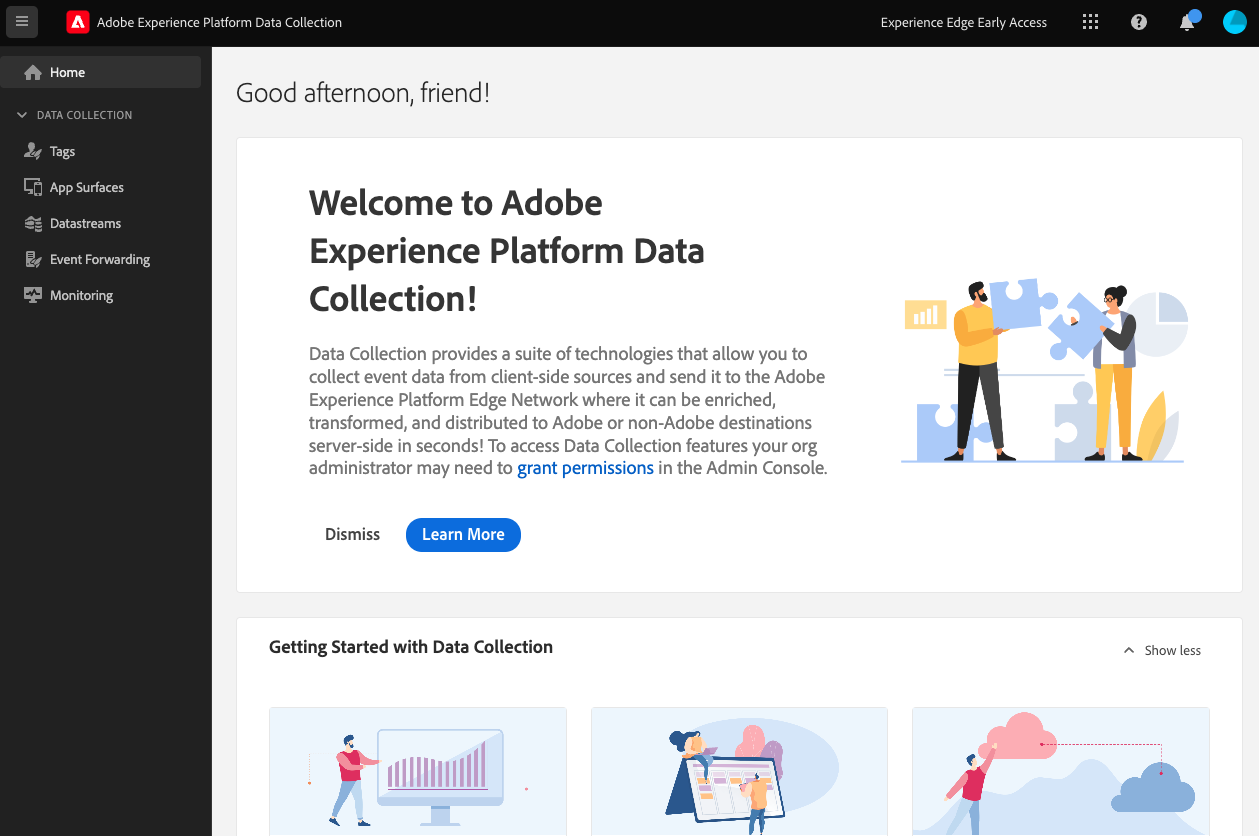 Adobe Experience Platform Data Collection
Experience Edge Early Access
Home
DATA COLLECTION
Tags
App Surfaces
Datastreams
Event Forwarding
Monitoring
Good afternoon, friend!
Welcome to Adobe
Experience Platform Data
Collection!
Data Collection provides a suite of technologies that allow you to
collect event data from client-side sources and send it to the Adobe
Experience Platform Edge Network where it can be enriched,
transformed, and distributed to Adobe or non-Adobe destinations
server-side in seconds! To access Data Collection features your org
administrator may need to grant permissions in the Admin Console.
Dismiss
Learn More
Getting Started with Data Collection
Show less